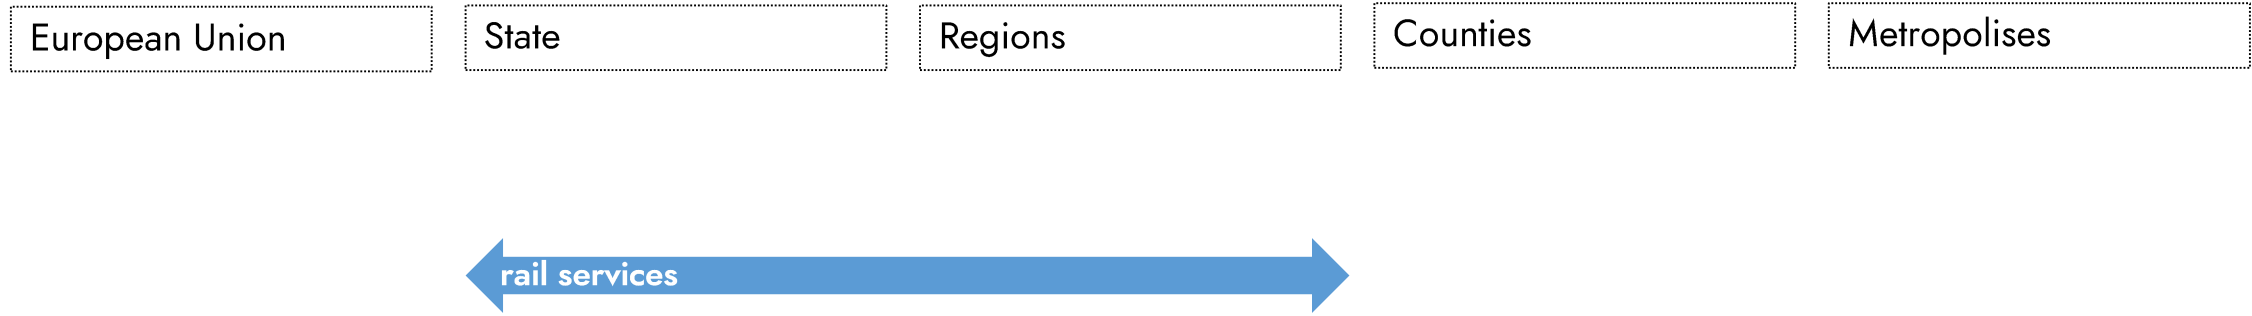 European Union
State
Regions
Counties
Metropolises
rail services